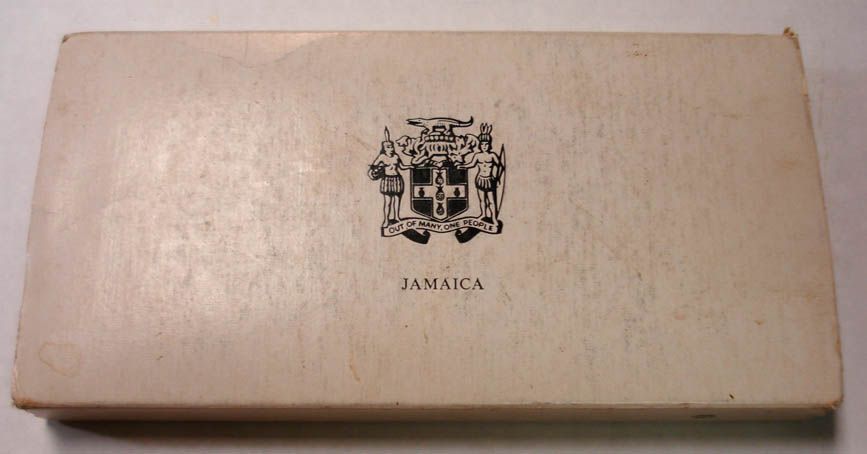 OUT OF MANY, ONE PEOPLE
JAMAICA